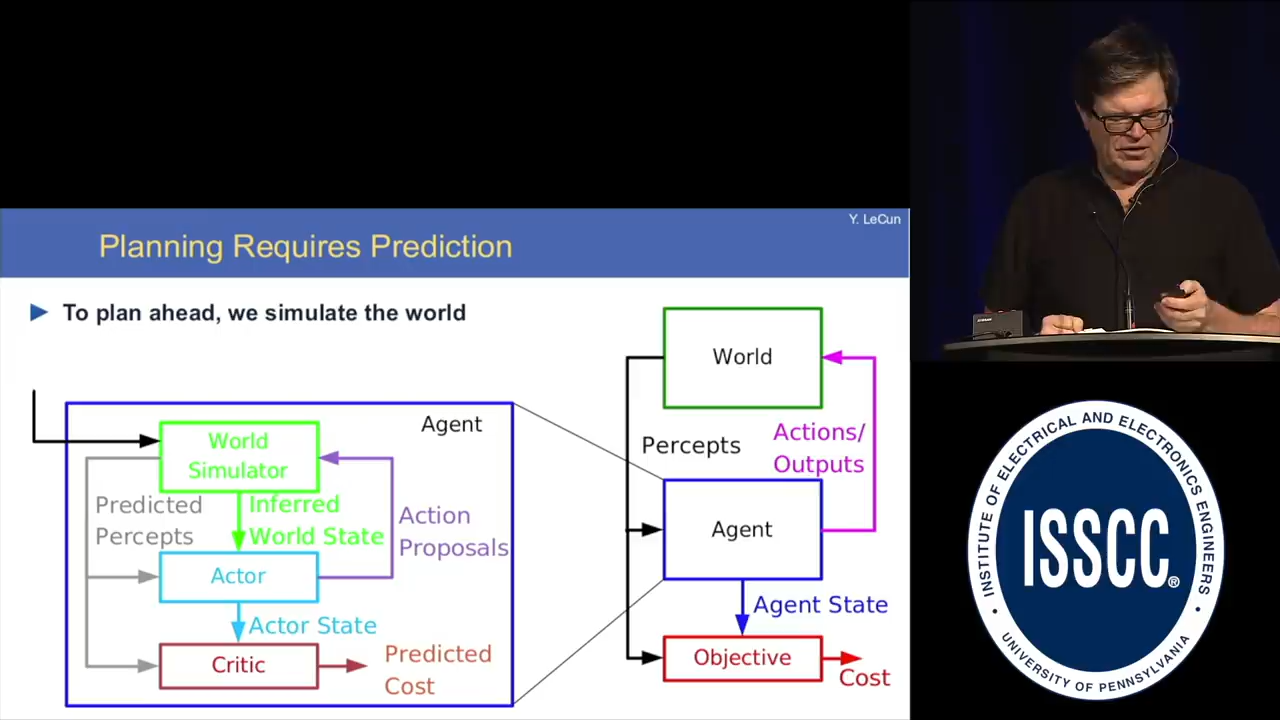 Y. LeCun
Planning Requires Prediction
To plan ahead, we simulate the world
World
Percepts
Actions/
Outputs
Agent
Agent State
Objective
Cost
Agent
World
Simulator
Predicted
Percepts
Inferred
World State
Action
Proposals
Actor
Actor State
Critic
Predicted
Cost
INSTITUTE OF ELECTRICAL AND ELECTRONICS ENGINEERS
ISSCC®
• UNIVERSITY OF PENNSYLVANIA •